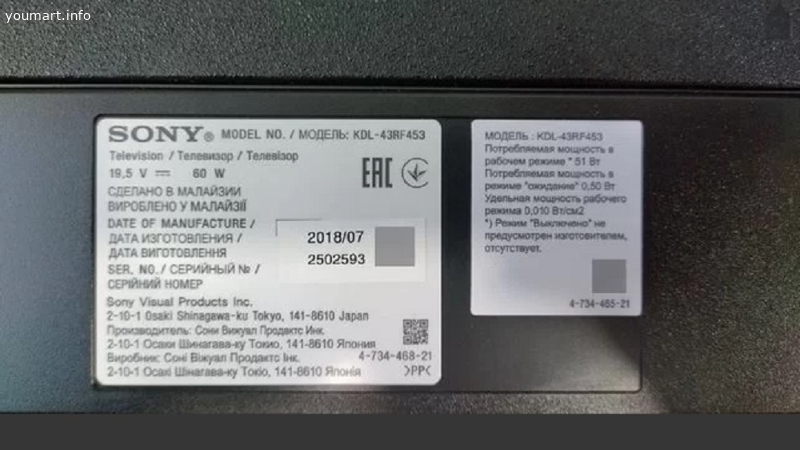 youmart.info
SONY® MODEL NO. / МОДЕЛЬ: KDL-43RF453
Television / Телевизор / Телевізор
19,5 V ⎓ 60 W
EAC
СДЕЛАНО В МАЛАЙЗИИ
ВИРОБЛЕНО У МАЛАЙЗІЇ
DATE OF MANUFACTURE /
ДАТА ИЗГОТОВЛЕНИЯ /
ДАТА ВИГОТОВЛЕННЯ
2018/07
SER. NO. / СЕРИЙНЫЙ № /
СЕРІЙНИЙ НОМЕР
2502593
Sony Visual Products Inc.
2-10-1 Osaki Shinagawa-ku Tokyo, 141-8610 Japan
Производитель: Сони Вижуал Продактс Инк.
2-10-1 Осаки Шинагава-ку Токио, 141-8610 Япония
Виробник: Соні Віжуал Продактс Інк.
4-734-468-21
2-10-1 Осакі Шінагава-ку Токіо, 141-8610 Японія
>PP<
МОДЕЛЬ : KDL-43RF453
Потребляемая мощность в
рабочем режиме * 51 Вт
Потребляемая мощность в
режиме "ожидание" 0,50 Вт
Удельная мощность рабочего
режима 0,010 Вт/см2
*) Режим "Выключено" не
предусмотрен изготовителем,
отсутствует.
4-734-465-21